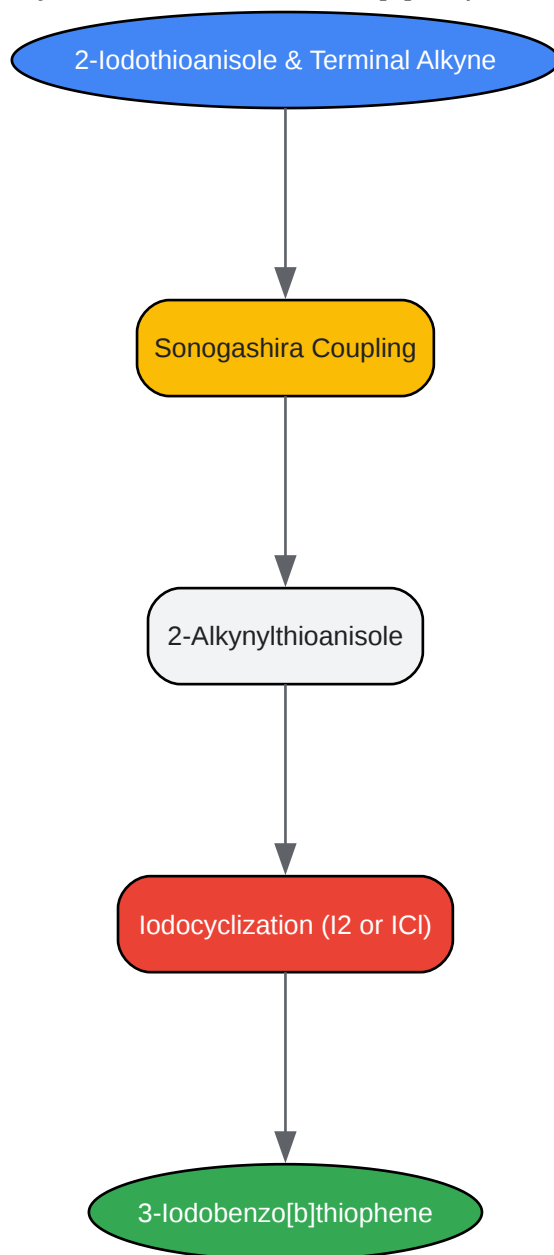 2-Iodothioanisole & Terminal Alkyne
Sonogashira Coupling
2-Alkynylthioanisole
Iodocyclization (I2 or ICl)
3-Iodobenzo[b]thiophene